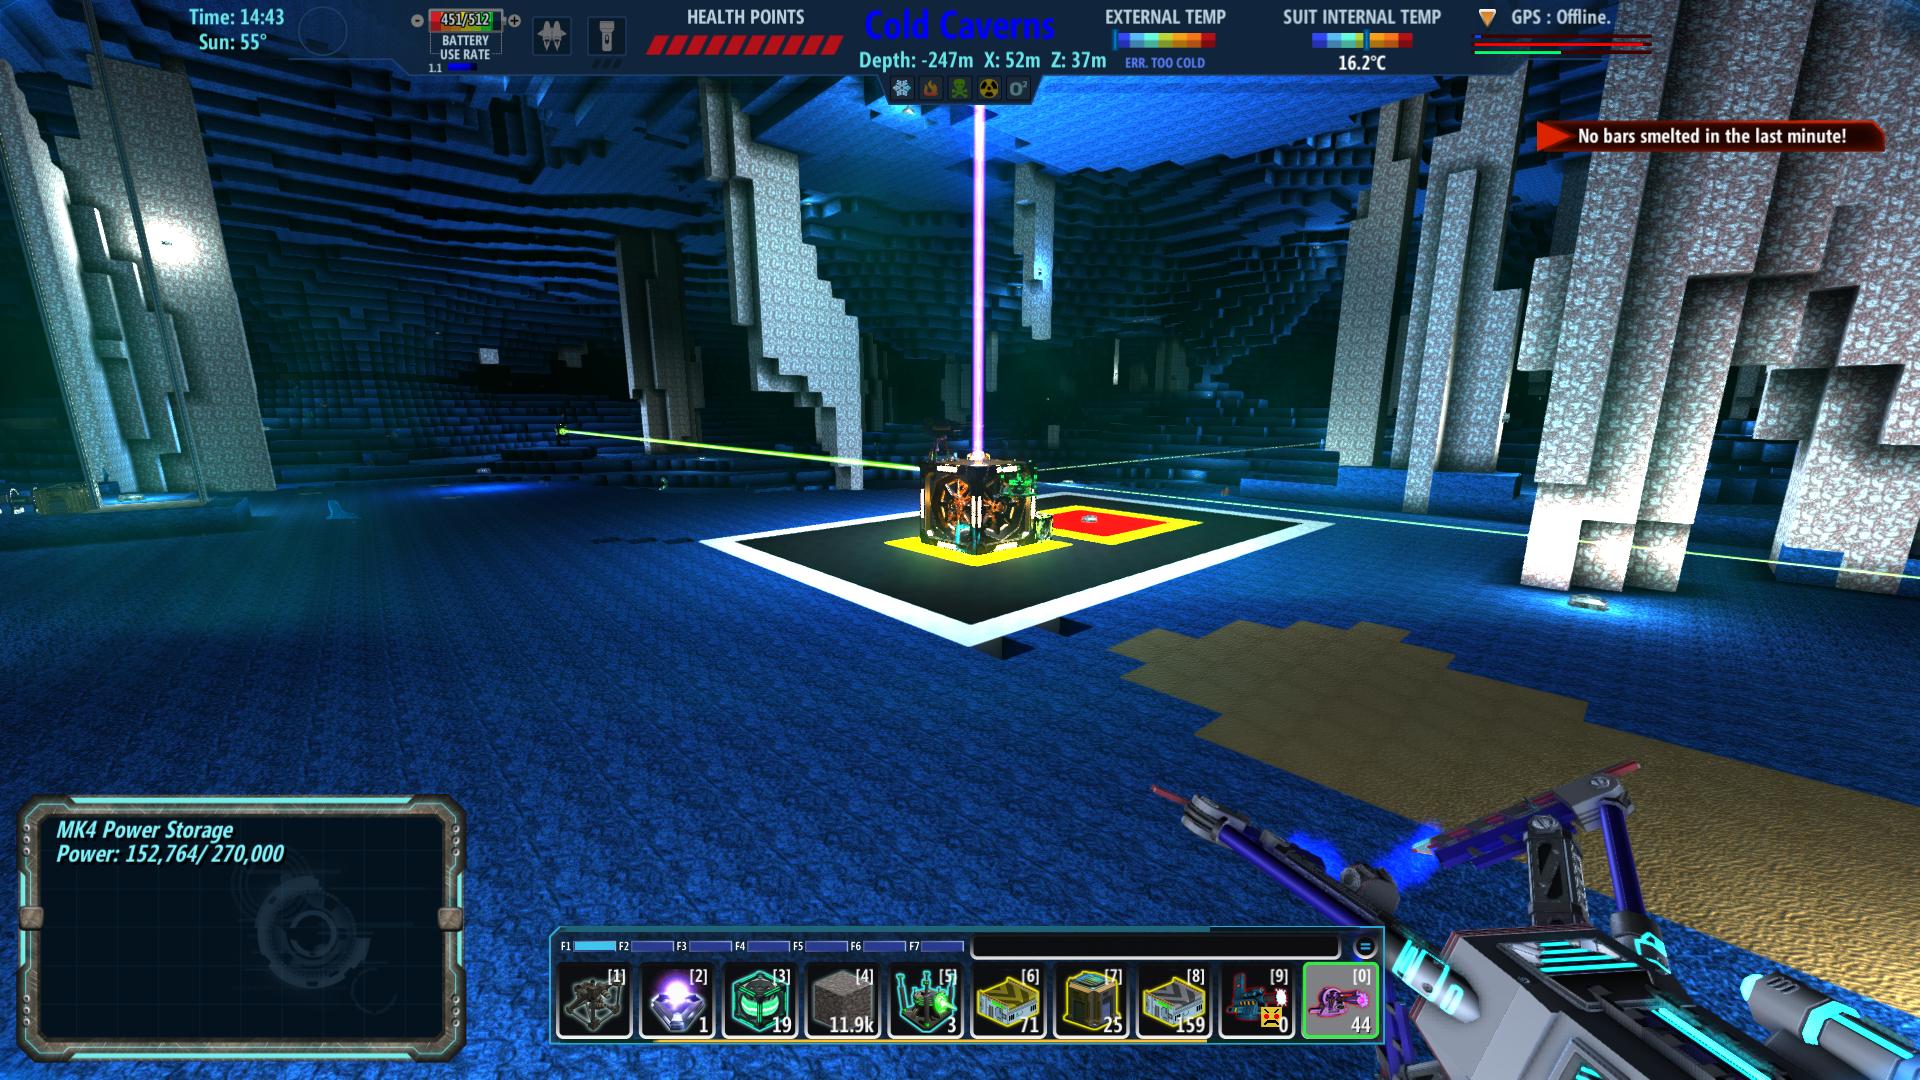 Time: 14:43
Sun: 55°
451/512
BATTERY
USE RATE
1.1
HEALTH POINTS
Cold Caverns
Depth: -247m X: 52m Z: 37m
EXTERNAL TEMP
ERR. TOO COLD
SUIT INTERNAL TEMP
16.2°C
GPS : Offline.
O²
No bars smelted in the last minute!
MK4 Power Storage
Power: 152,764/ 270,000
F1 F2 F3 F4 F5 F6 F7
[1] [2] [3] [4] [5] [6] [7] [8] [9] [0]
1 19 11.9k 3 71 25 159 0 44